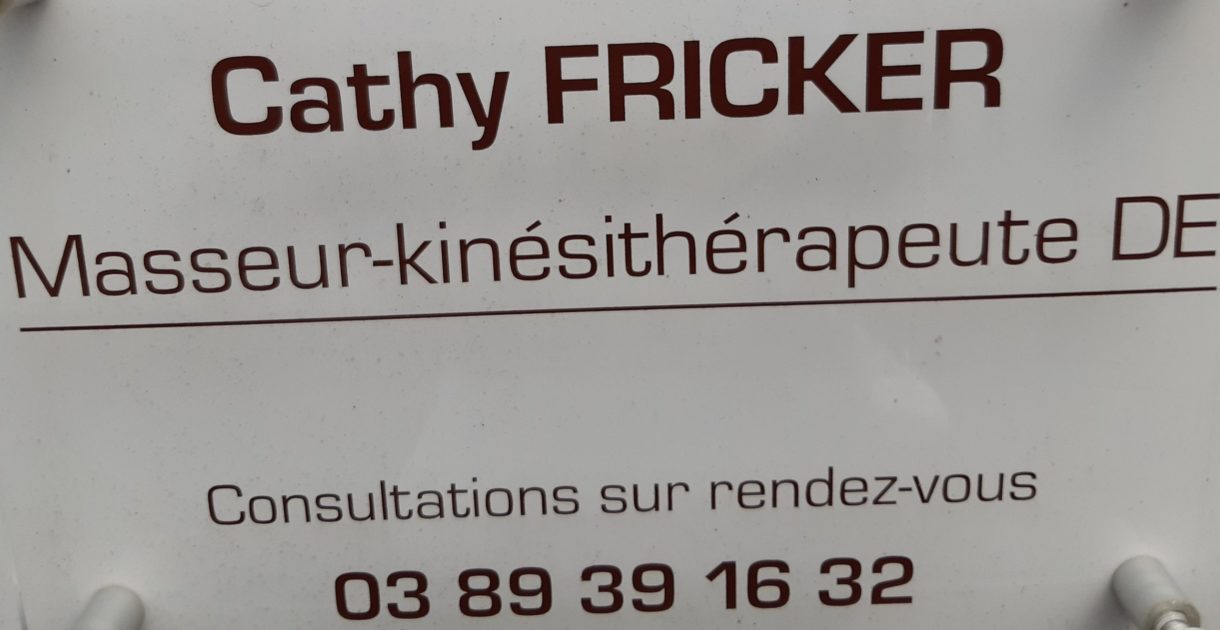 Cathy FRICKER
Masseur-kinésithérapeute DE
Consultations sur rendez-vous
03 89 39 16 32